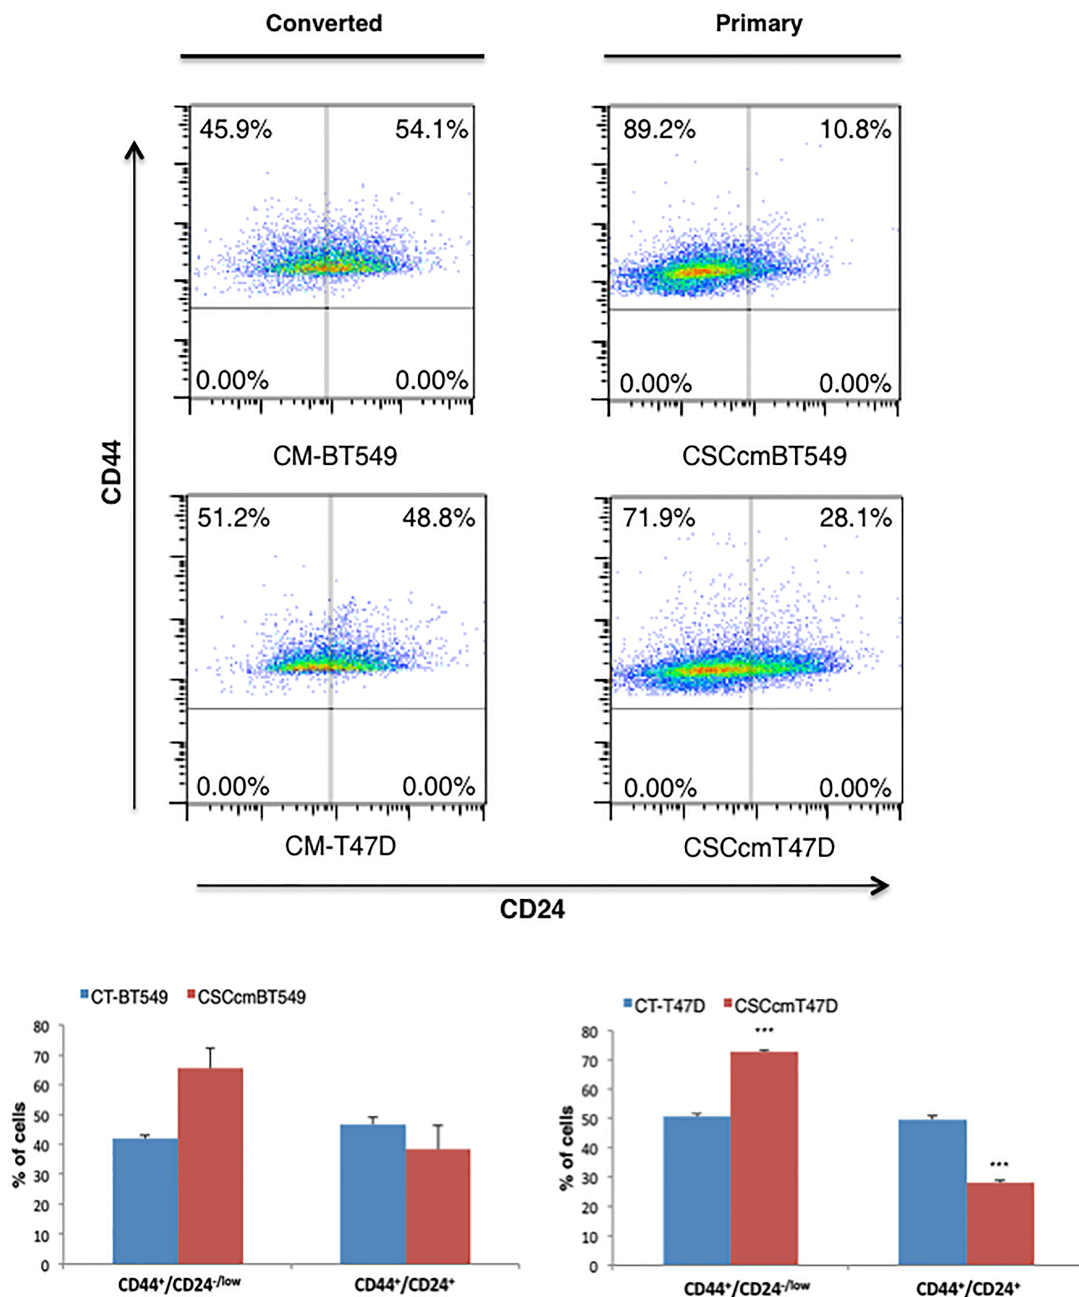 Converted Primary
45.9% 54.1% 89.2% 10.8%
0.00% 0.00% 0.00% 0.00%
CM-BT549 CSCcmBT549
CD44
51.2% 48.8% 71.9% 28.1%
0.00% 0.00% 0.00% 0.00%
CM-T47D CSCcmT47D
CD24
CT-BT549 CSCcmBT549
80
70
60
50
40
30
20
10
0
% of cells
CD44⁺/CD24⁻/ˡᵒʷ CD44⁺/CD24⁺
CT-T47D CSCcmT47D
***
***
80
70
60
50
40
30
20
10
0
% of cells
CD44⁺/CD24⁻/ˡᵒʷ CD44⁺/CD24⁺